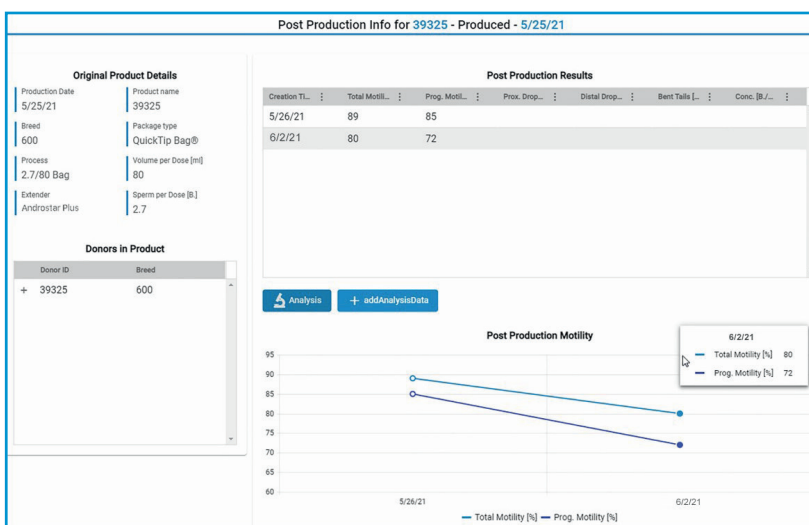 Post Production Info for 39325 - Produced - 5/25/21
Original Product Details
Production Date
5/25/21
Product name
39325
Breed
600
Package type
QuickTip Bag®
Process
2.7/80 Bag
Volume per Dose [ml]
80
Extender
Androstar Plus
Sperm per Dose [B.]
2.7
Donors in Product
Donor ID Breed
+ 39325 600
Post Production Results
Creation Ti... Total Motili... Prog. Motil... Prox. Drop... Distal Drop... Bent Tails [... Conc. [B./...
5/26/21 89 85
6/2/21 80 72
Analysis
+ addAnalysisData
Post Production Motility
6/2/21
Total Motility [%] 80
Prog. Motility [%] 72
95
90
85
80
75
70
65
60
5/26/21 6/2/21
Total Motility [%] Prog. Motility [%]